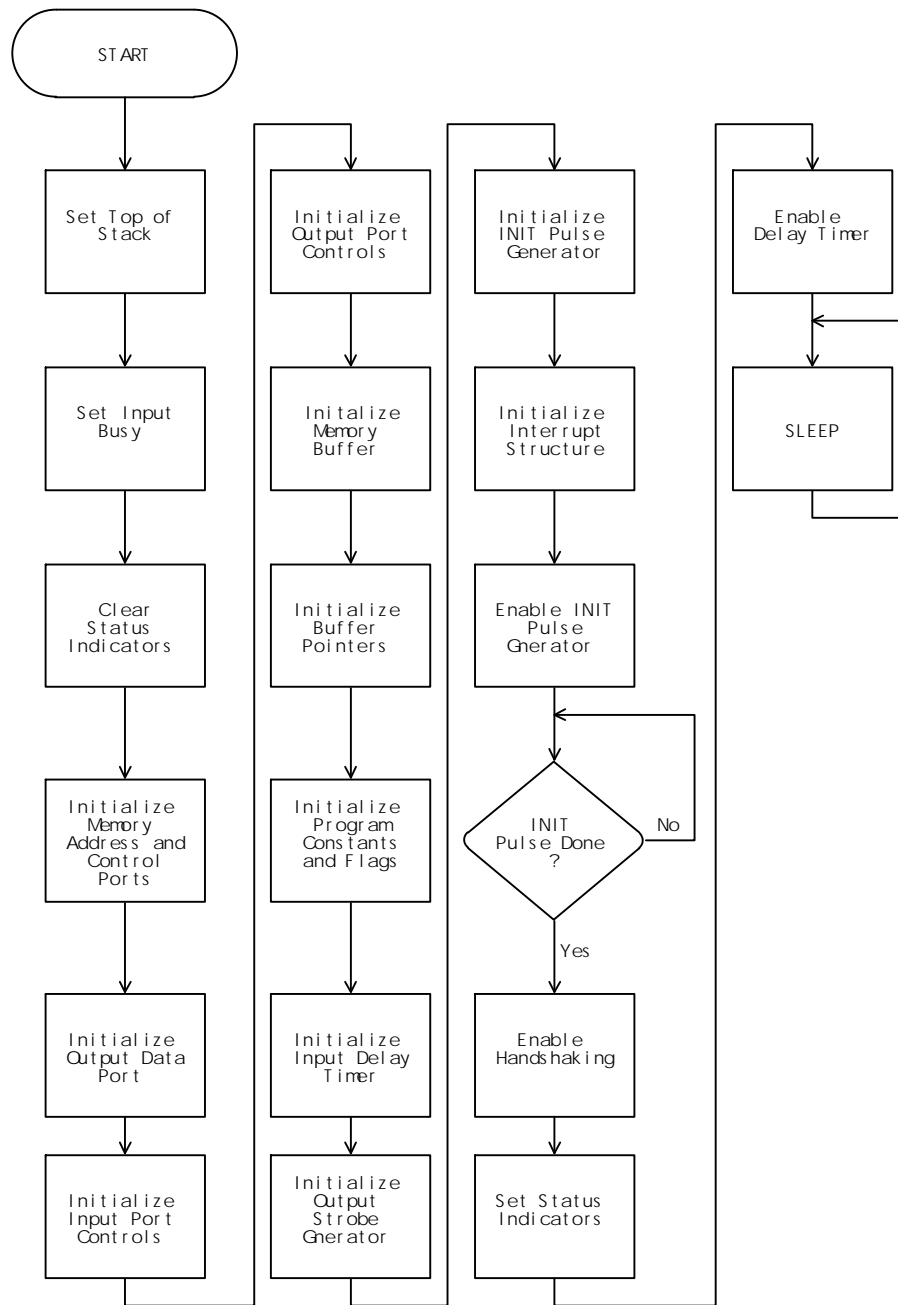 START
Set Top of
Stack
Set Input
Busy
Clear
Status
Indicators
Initialize
Memory
Address and
Control
Ports
Initialize
Output Data
Port
Initialize
Input Port
Controls
Initialize
Output Port
Controls
Initalize
Memory
Buffer
Initialize
Buffer
Pointers
Initialize
Program
Constants
and Flags
Initialize
Input Delay
Timer
Initialize
Output
Strobe
Gnerator
Initialize
INIT Pulse
Generator
Initialize
Interrupt
Structure
Enable INIT
Pulse
Gnerator
INIT
Pulse Done
?
No
Yes
Enable
Handshaking
Set Status
Indicators
Enable
Delay Timer
SLEEP